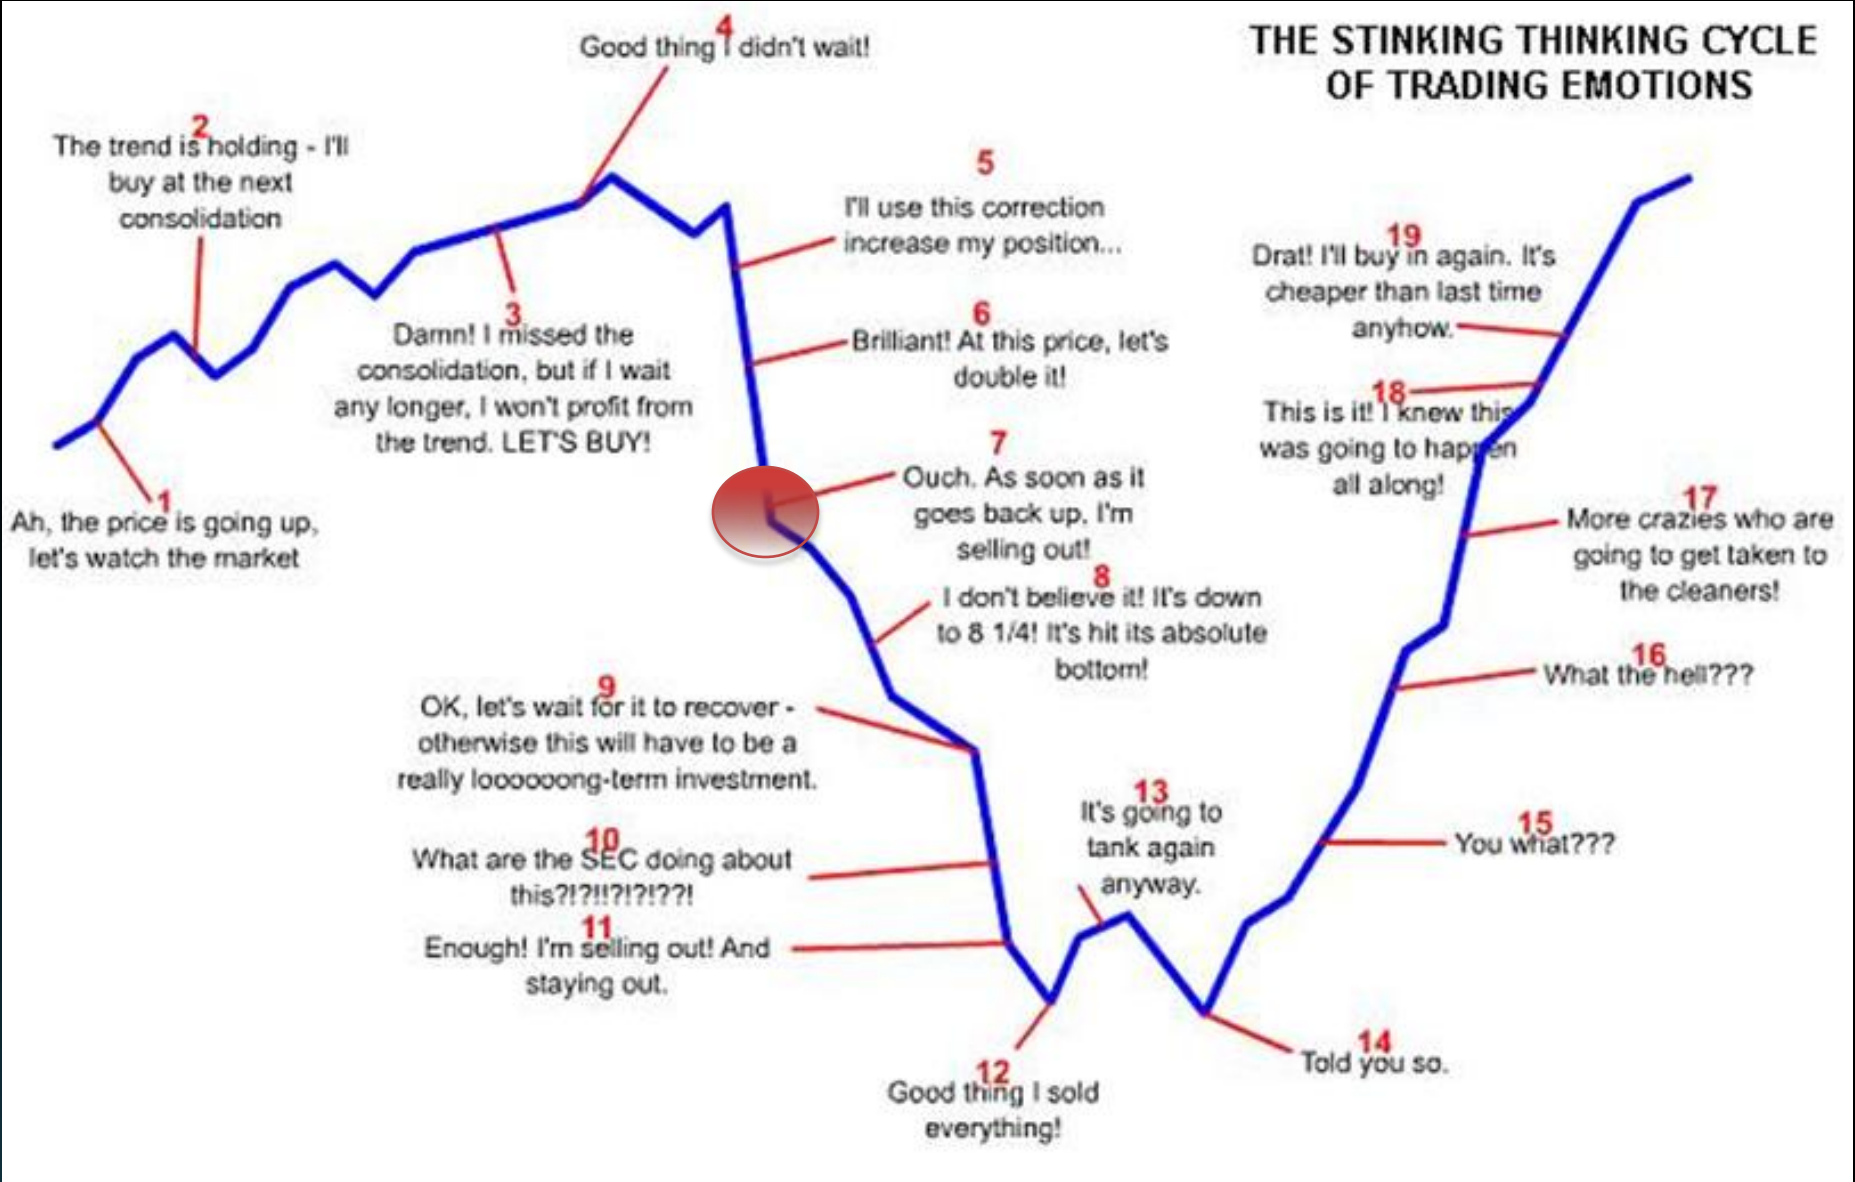 THE STINKING THINKING CYCLE
OF TRADING EMOTIONS
1
Ah, the price is going up,
let's watch the market
2
The trend is holding - I'll
buy at the next
consolidation
3
Damn! I missed the
consolidation, but if I wait
any longer, I won't profit from
the trend. LET'S BUY!
4
Good thing I didn't wait!
5
I'll use this correction
increase my position...
6
Brilliant! At this price, let's
double it!
7
Ouch. As soon as it
goes back up, I'm
selling out!
8
I don't believe it! It's down
to 8 1/4! It's hit its absolute
bottom!
9
OK, let's wait for it to recover -
otherwise this will have to be a
really loooooong-term investment.
10
What are the SEC doing about
this?!?!!?!?!??!
11
Enough! I'm selling out! And
staying out.
12
Good thing I sold
everything!
13
It's going to
tank again
anyway.
14
Told you so.
15
You what???
16
What the hell???
17
More crazies who are
going to get taken to
the cleaners!
18
This is it! I knew this
was going to happen
all along!
19
Drat! I'll buy in again. It's
cheaper than last time
anyhow.